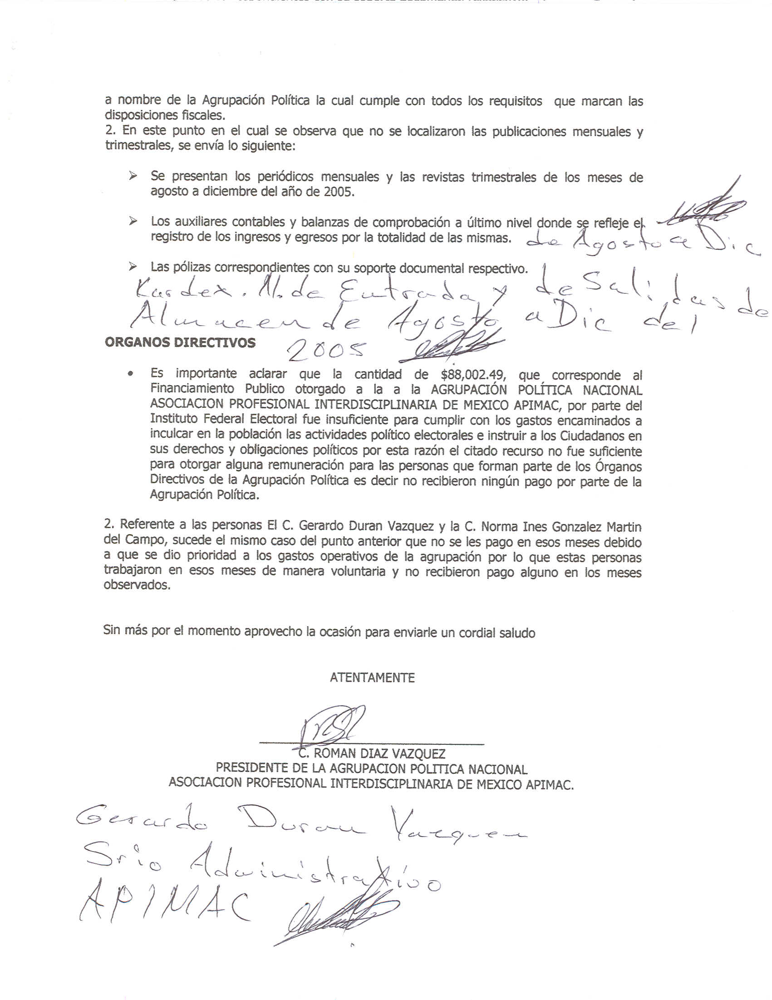 a nombre de la Agrupación Política la cual cumple con todos los requisitos que marcan las
disposiciones fiscales.
2. En este punto en el cual se observa que no se localizaron las publicaciones mensuales y
trimestrales, se envía lo siguiente:
➢ Se presentan los periódicos mensuales y las revistas trimestrales de los meses de
agosto a diciembre del año de 2005.
➢ Los auxiliares contables y balanzas de comprobación a último nivel donde se refleje el
registro de los ingresos y egresos por la totalidad de las mismas. de Agosto a Dic
➢ Las pólizas correspondientes con su soporte documental respectivo.
Kardex. N. de Entrada y de Salidas de
Almacen de Agosto a Dic del
ORGANOS DIRECTIVOS 2005
• Es importante aclarar que la cantidad de $88,002.49, que corresponde al
Financiamiento Publico otorgado a la a la AGRUPACIÓN POLÍTICA NACIONAL
ASOCIACION PROFESIONAL INTERDISCIPLINARIA DE MEXICO APIMAC, por parte del
Instituto Federal Electoral fue insuficiente para cumplir con los gastos encaminados a
inculcar en la población las actividades político electorales e instruir a los Ciudadanos en
sus derechos y obligaciones políticos por esta razón el citado recurso no fue suficiente
para otorgar alguna remuneración para las personas que forman parte de los Órganos
Directivos de la Agrupación Política es decir no recibieron ningún pago por parte de la
Agrupación Política.
2. Referente a las personas El C. Gerardo Duran Vazquez y la C. Norma Ines Gonzalez Martin
del Campo, sucede el mismo caso del punto anterior que no se les pago en esos meses debido
a que se dio prioridad a los gastos operativos de la agrupación por lo que estas personas
trabajaron en esos meses de manera voluntaria y no recibieron pago alguno en los meses
observados.
Sin más por el momento aprovecho la ocasión para enviarle un cordial saludo
ATENTAMENTE
C. ROMAN DIAZ VAZQUEZ
PRESIDENTE DE LA AGRUPACION POLITICA NACIONAL
ASOCIACION PROFESIONAL INTERDISCIPLINARIA DE MEXICO APIMAC.
Gerardo Duran Vazquez
Srio Administrativo
APIMAC